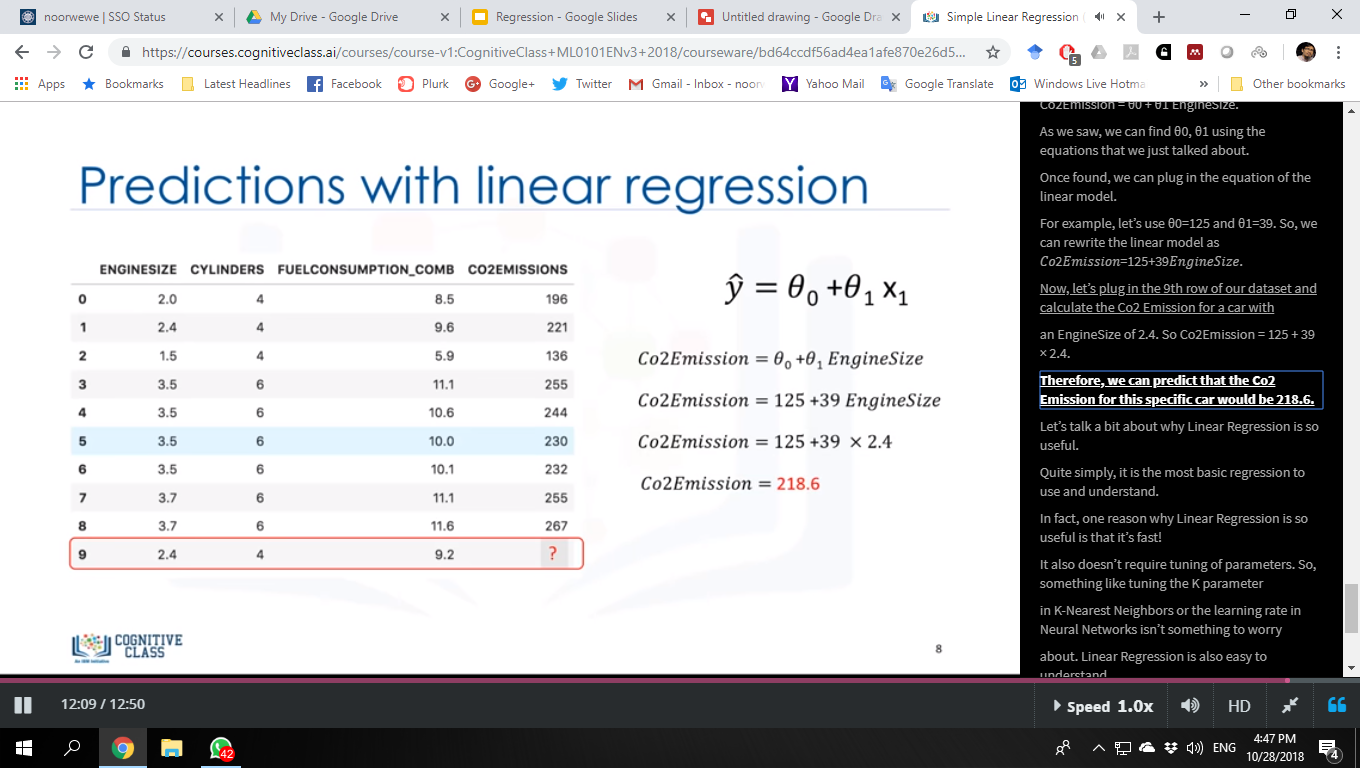 noorwewe | SSO Status
My Drive - Google Drive
Regression - Google Slides
Untitled drawing - Google Dra
Simple Linear Regression
https://courses.cognitiveclass.ai/courses/course-v1:CognitiveClass+ML0101ENv3+2018/courseware/bd64ccdf56ad4ea1afe870e26d5...
5
Apps Bookmarks Latest Headlines Facebook Plurk Google+ Twitter Gmail - Inbox - noorw Yahoo Mail Google Translate Windows Live Hotma » Other bookmarks
Predictions with linear regression
ENGINESIZE CYLINDERS FUELCONSUMPTION_COMB CO2EMISSIONS
0 2.0 4 8.5 196
1 2.4 4 9.6 221
2 1.5 4 5.9 136
3 3.5 6 11.1 255
4 3.5 6 10.6 244
5 3.5 6 10.0 230
6 3.5 6 10.1 232
7 3.7 6 11.1 255
8 3.7 6 11.6 267
9 2.4 4 9.2 ?
ŷ = θ₀ +θ₁ x₁
Co2Emission = θ₀ +θ₁ EngineSize
Co2Emission = 125 +39 EngineSize
Co2Emission = 125 +39 × 2.4
Co2Emission = 218.6
COGNITIVE
CLASS
An IBM Initiative
8
Co2Emission = θ0 + θ1 EngineSize.
As we saw, we can find θ0, θ1 using the
equations that we just talked about.
Once found, we can plug in the equation of the
linear model.
For example, let's use θ0=125 and θ1=39. So, we
can rewrite the linear model as
𝐶𝑜2𝐸𝑚𝑖𝑠𝑠𝑖𝑜𝑛=125+39𝐸𝑛𝑔𝑖𝑛𝑒𝑆𝑖𝑧𝑒.
Now, let's plug in the 9th row of our dataset and
calculate the Co2 Emission for a car with
an EngineSize of 2.4. So Co2Emission = 125 + 39
× 2.4.
Therefore, we can predict that the Co2
Emission for this specific car would be 218.6.
Let's talk a bit about why Linear Regression is so
useful.
Quite simply, it is the most basic regression to
use and understand.
In fact, one reason why Linear Regression is so
useful is that it's fast!
It also doesn't require tuning of parameters. So,
something like tuning the K parameter
in K-Nearest Neighbors or the learning rate in
Neural Networks isn't something to worry
about. Linear Regression is also easy to
understand
12:09 / 12:50
Speed 1.0x
HD
42
ENG
4:47 PM
10/28/2018
4